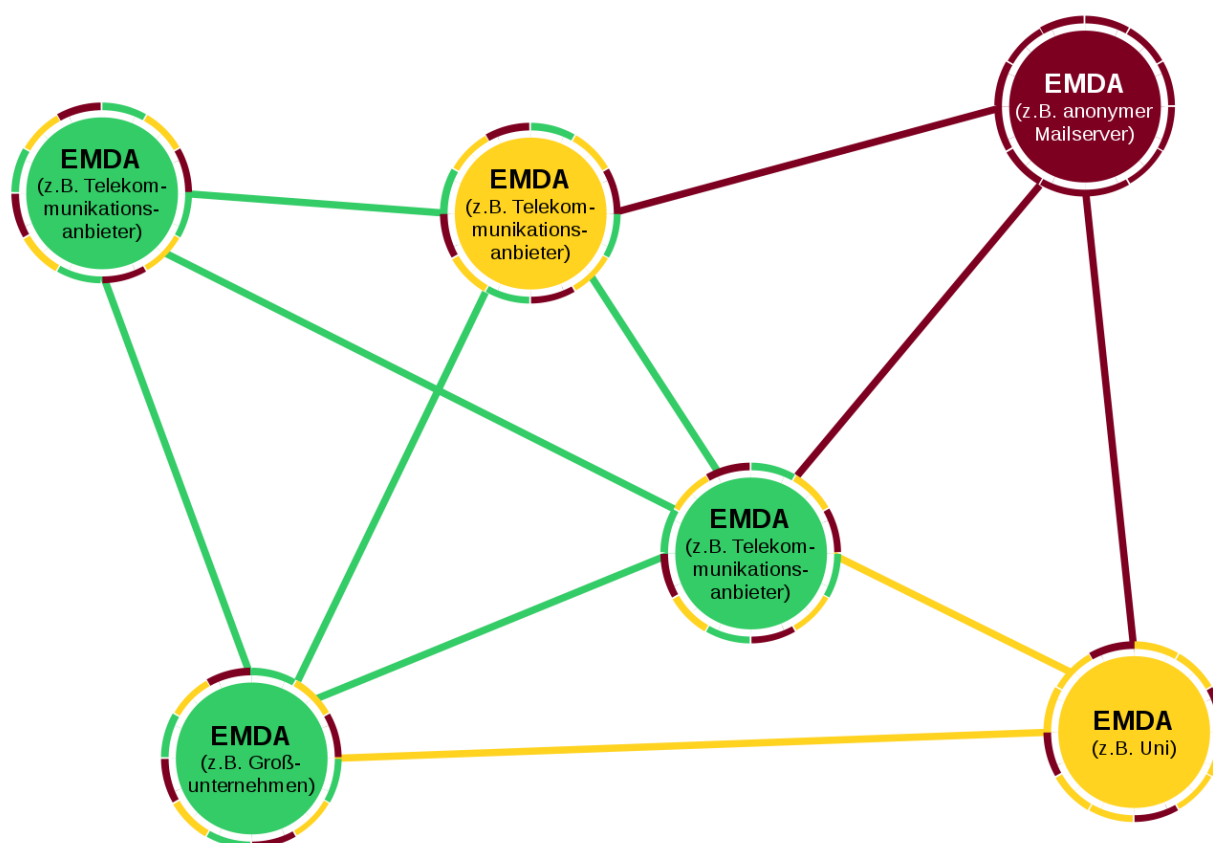 EMDA
(z.B. Telekom-
munikations-
anbieter)
EMDA
(z.B. Telekom-
munikations-
anbieter)
EMDA
(z.B. anonymer
Mailserver)
EMDA
(z.B. Telekom-
munikations-
anbieter)
EMDA
(z.B. Groß-
unternehmen)
EMDA
(z.B. Uni)